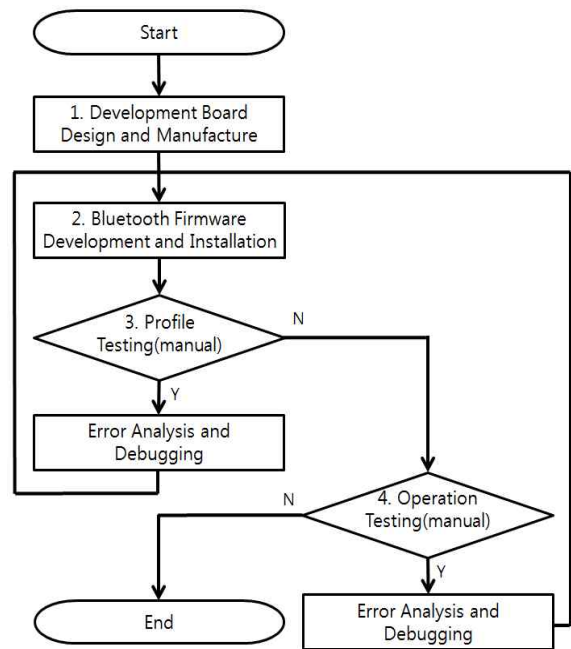 Start
1. Development Board
Design and Manufacture
2. Bluetooth Firmware
Development and Installation
3. Profile
Testing(manual)
N
Y
Error Analysis and
Debugging
4. Operation
Testing(manual)
N
Y
End
Error Analysis and
Debugging